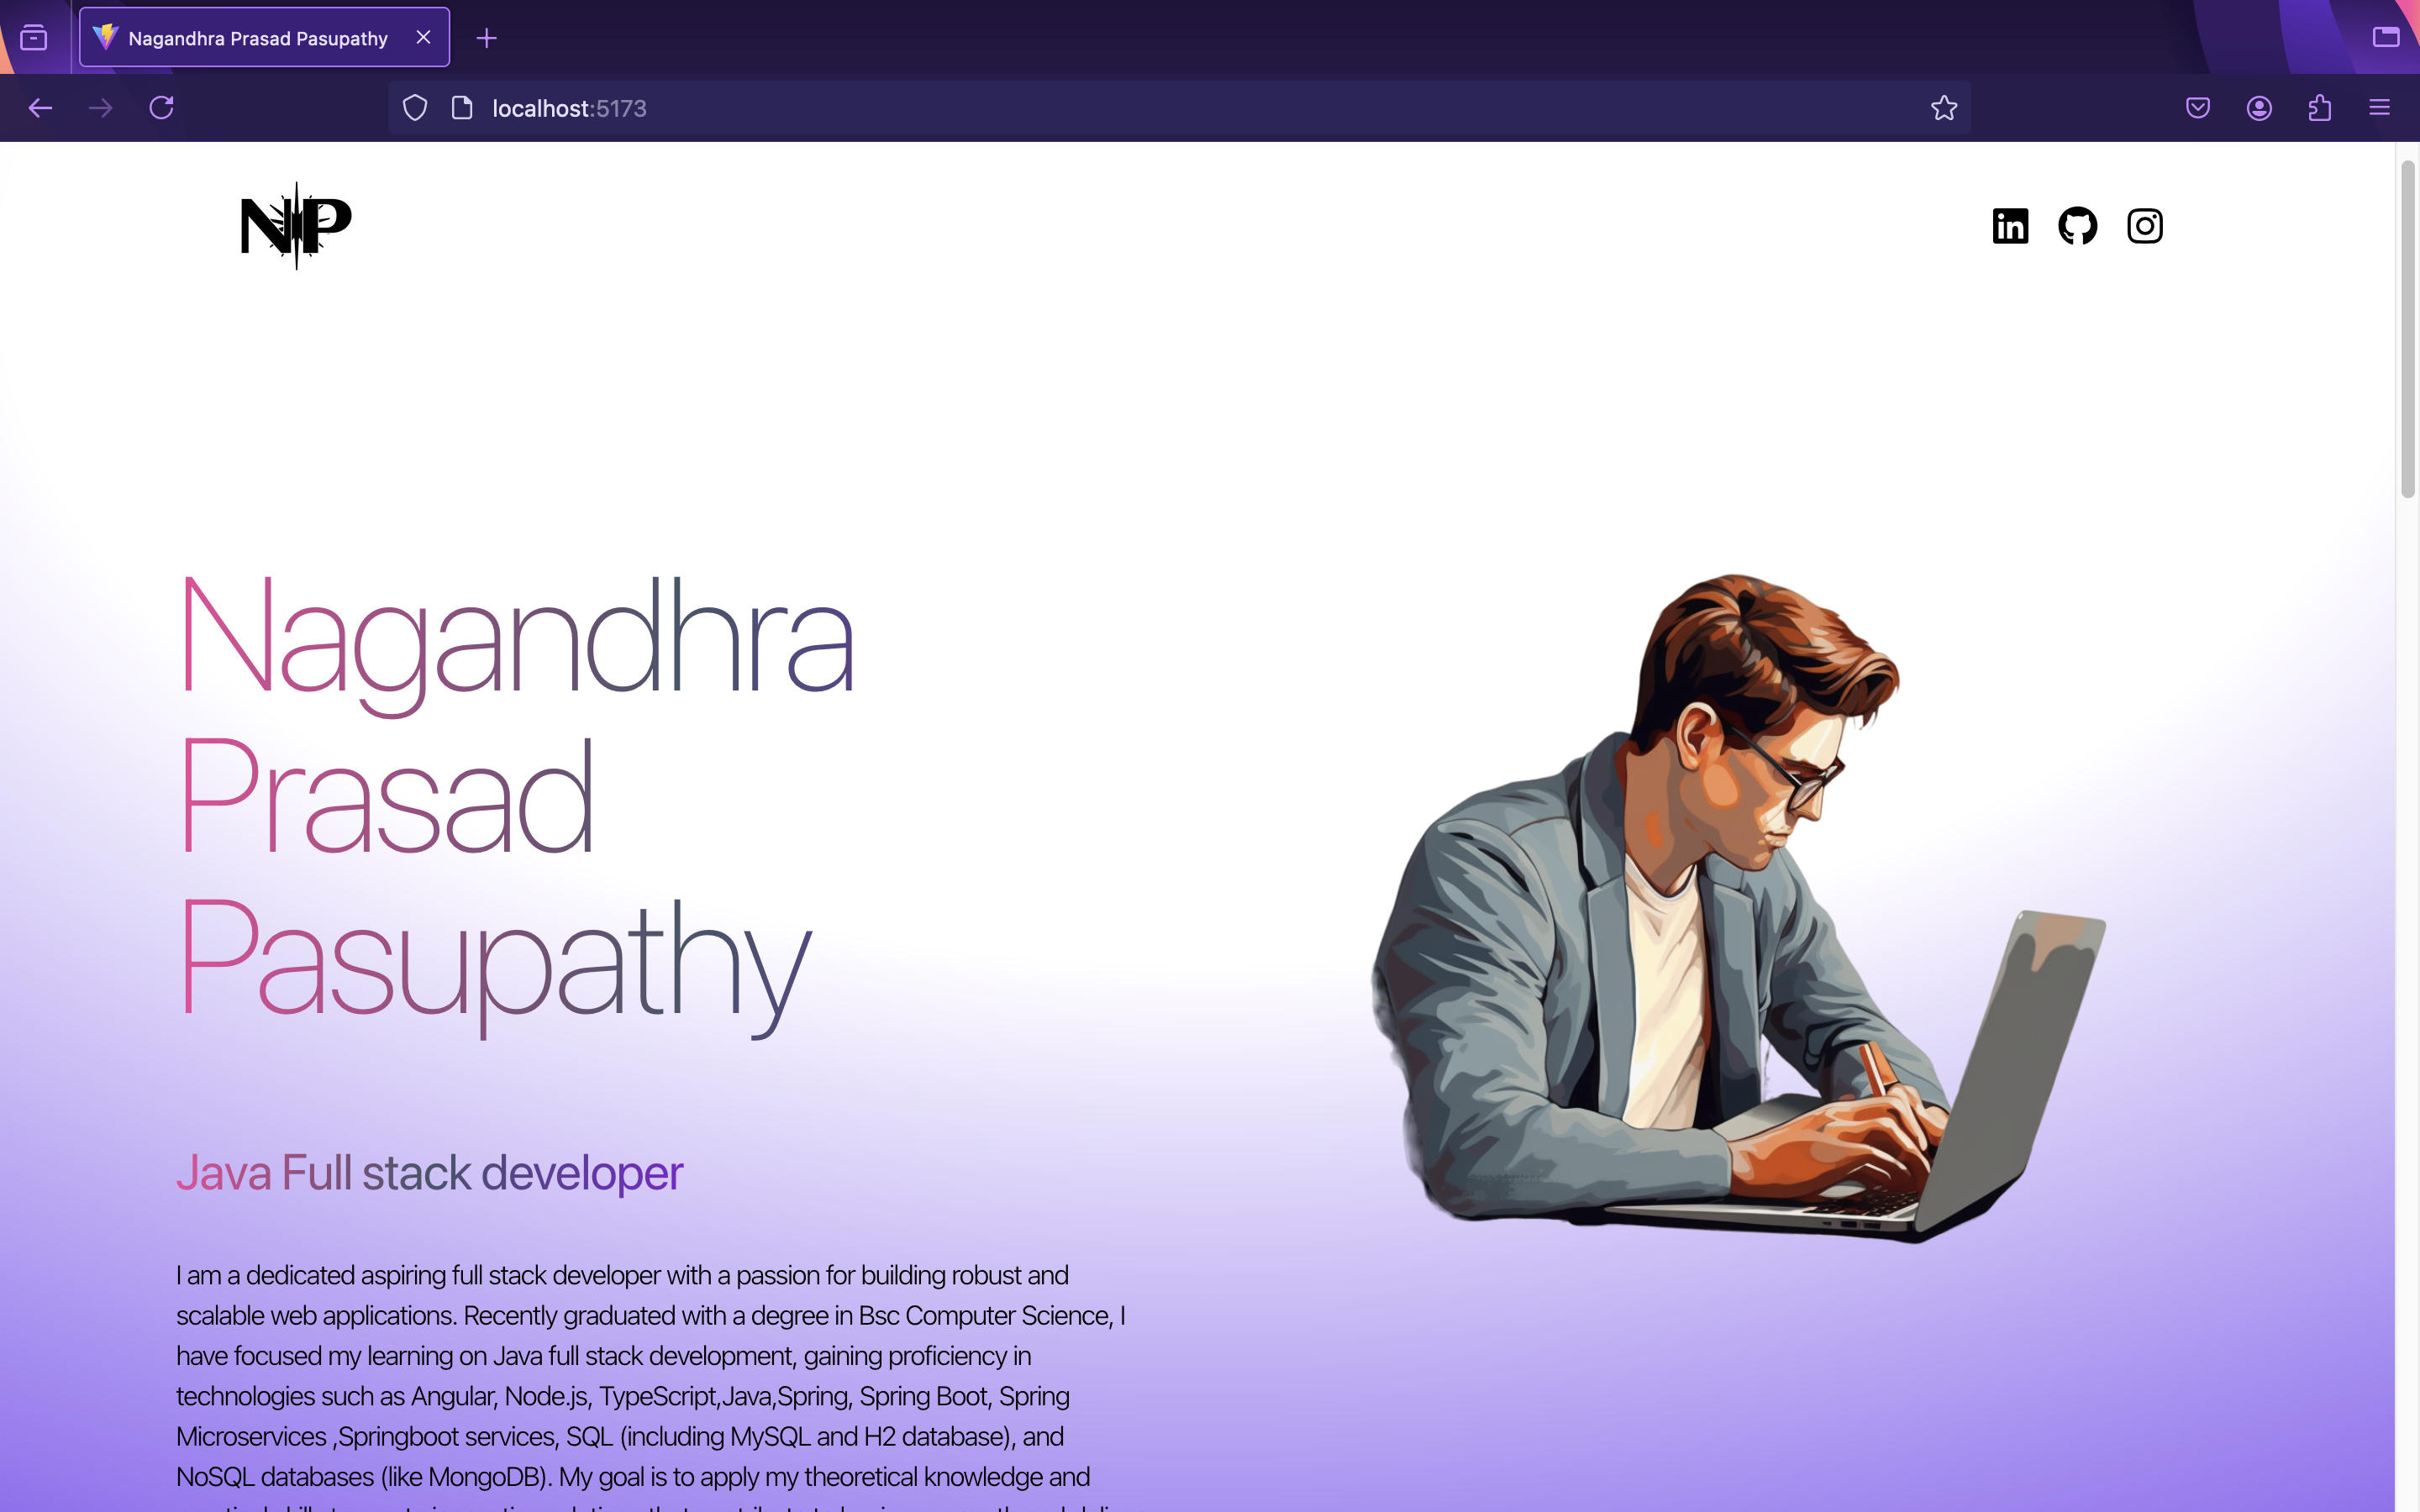 Nagandhra Prasad Pasupathy
localhost:5173
NP
in
Nagandhra
Prasad
Pasupathy
Java Full stack developer
I am a dedicated aspiring full stack developer with a passion for building robust and
scalable web applications. Recently graduated with a degree in Bsc Computer Science, I
have focused my learning on Java full stack development, gaining proficiency in
technologies such as Angular, Node.js, TypeScript,Java,Spring, Spring Boot, Spring
Microservices ,Springboot services, SQL (including MySQL and H2 database), and
NoSQL databases (like MongoDB). My goal is to apply my theoretical knowledge and